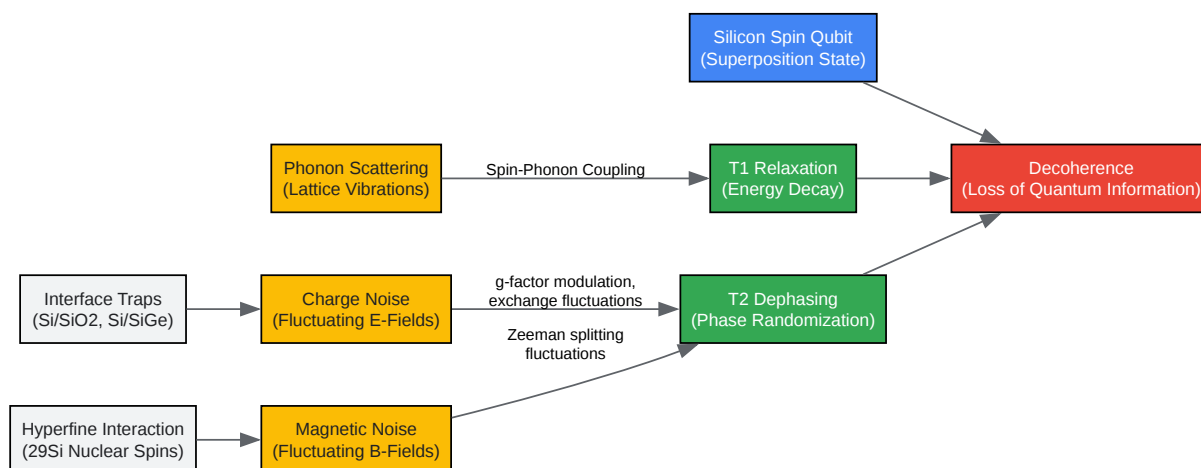 Silicon Spin Qubit
(Superposition State)
Phonon Scattering
(Lattice Vibrations)
Spin-Phonon Coupling
T1 Relaxation
(Energy Decay)
Decoherence
(Loss of Quantum Information)
Interface Traps
(Si/SiO2, Si/SiGe)
Charge Noise
(Fluctuating E-Fields)
g-factor modulation,
exchange fluctuations
T2 Dephasing
(Phase Randomization)
Zeeman splitting
fluctuations
Hyperfine Interaction
(29Si Nuclear Spins)
Magnetic Noise
(Fluctuating B-Fields)